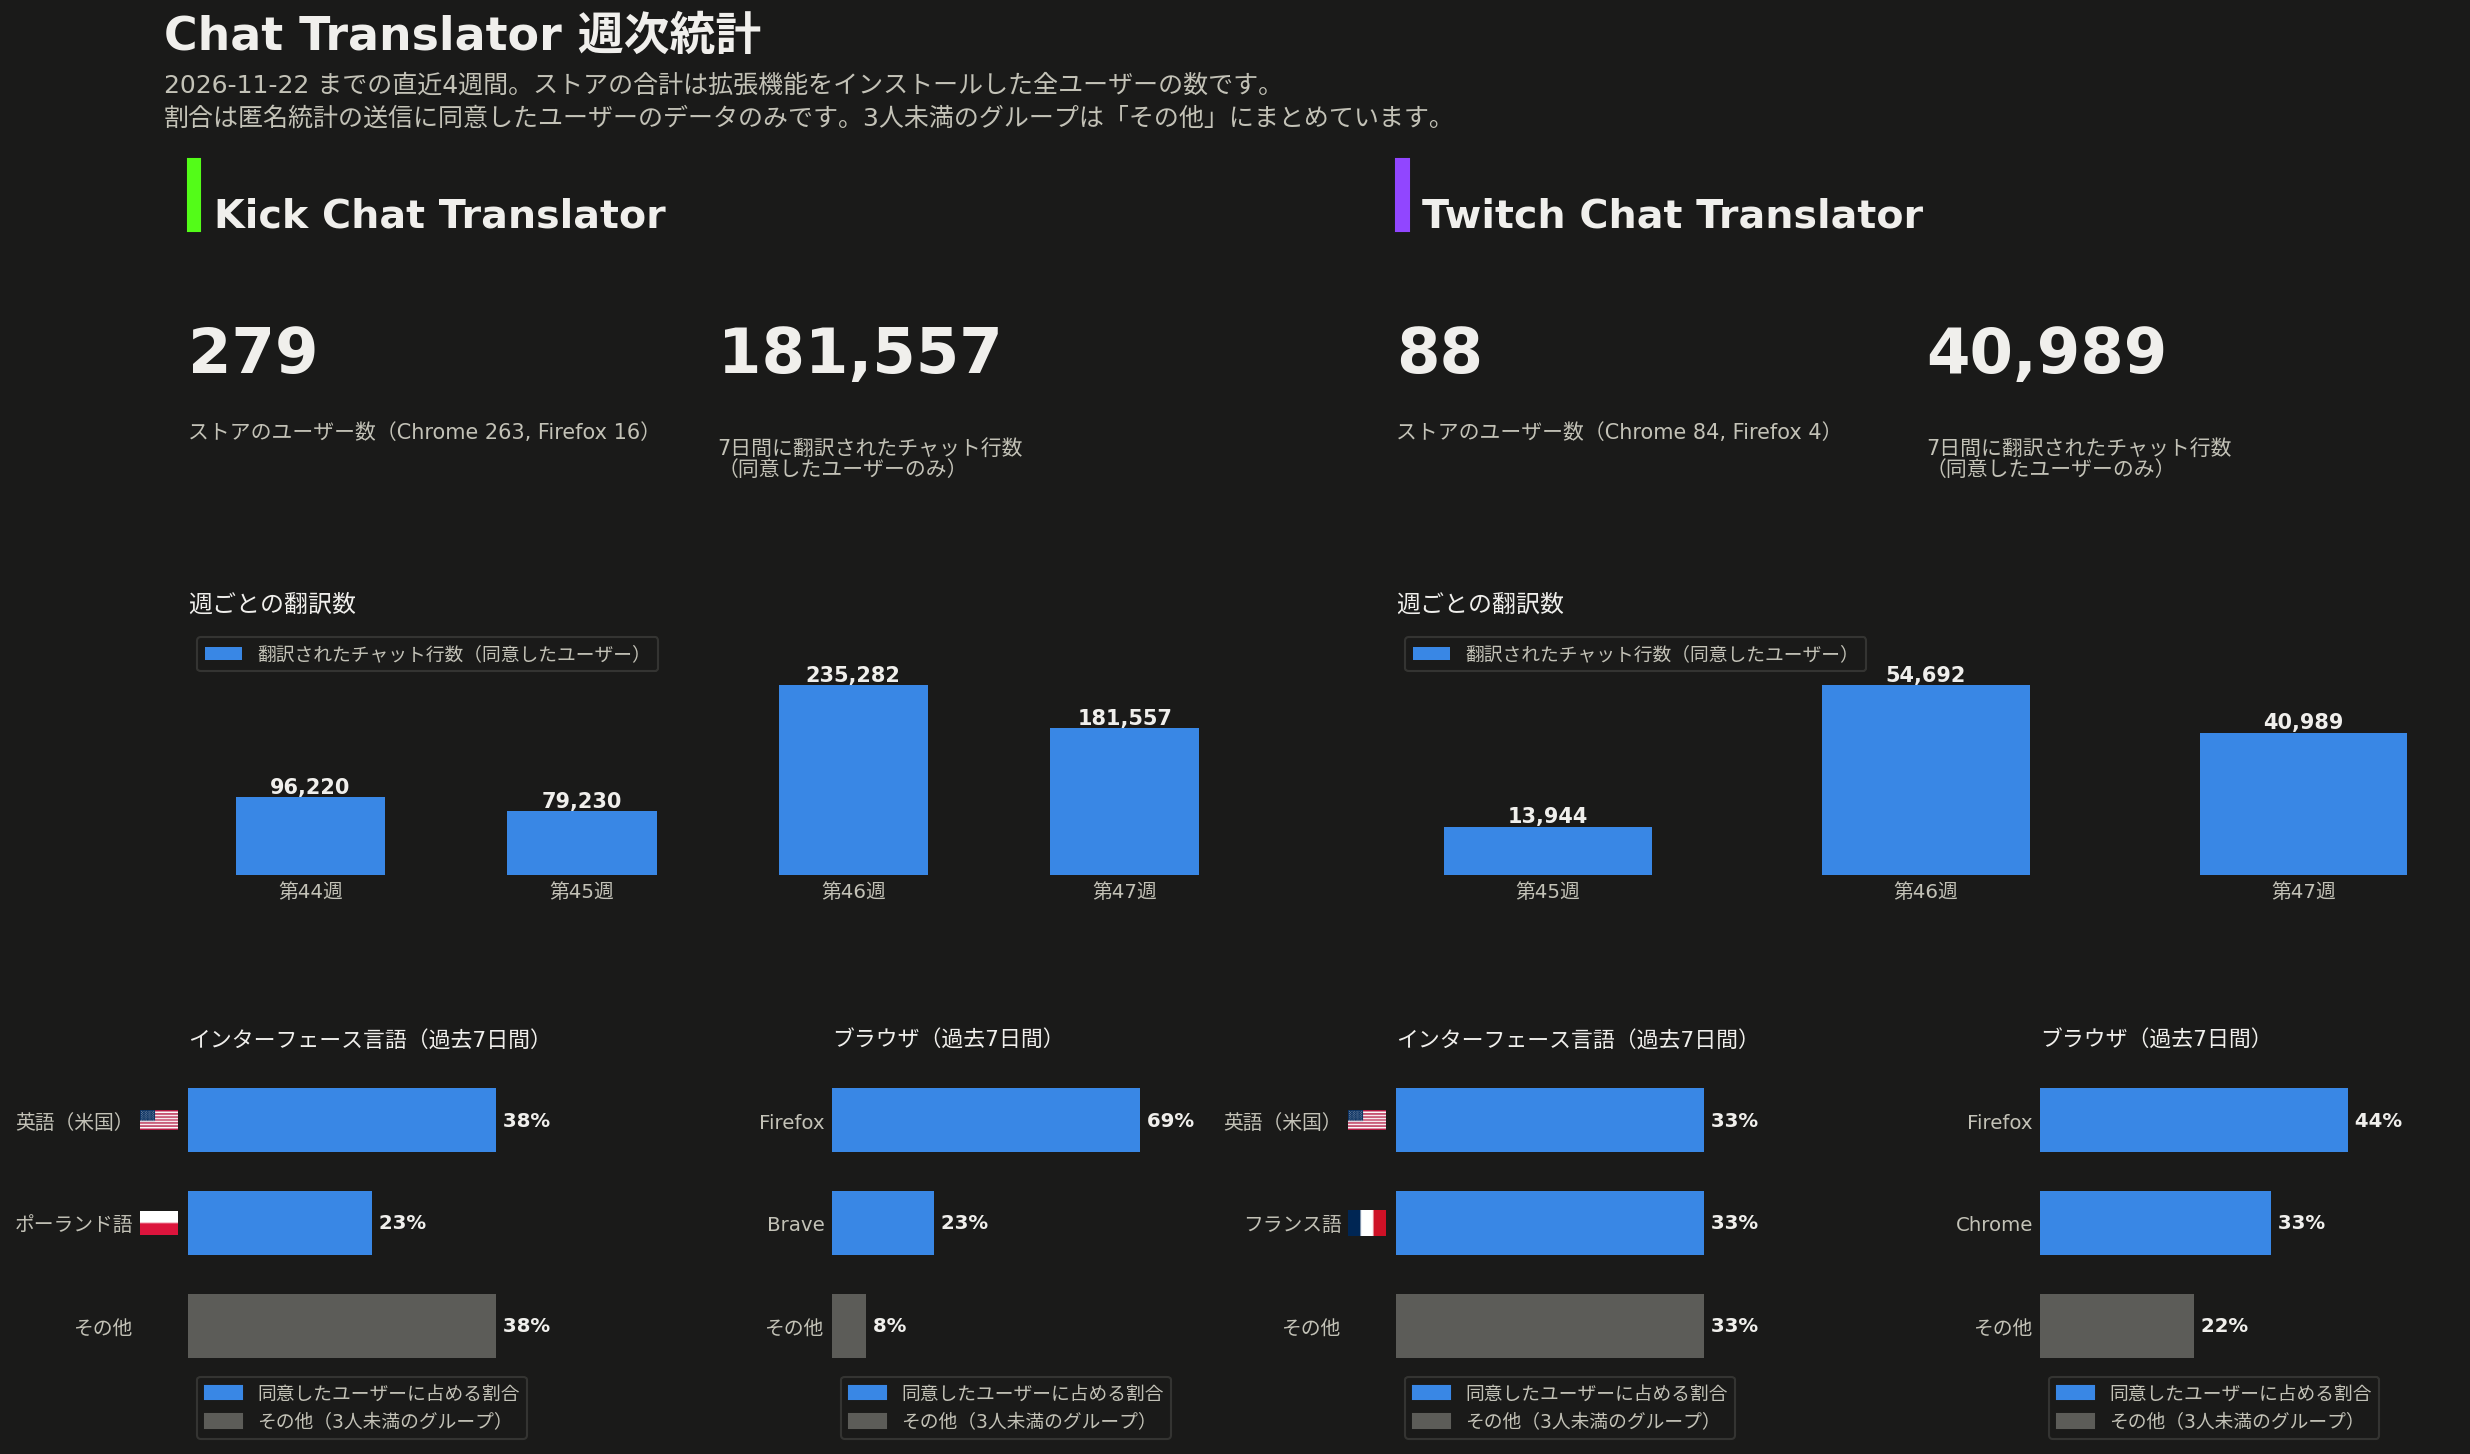 Chat Translator 週次統計
2026-11-22 までの直近4週間。ストアの合計は拡張機能をインストールした全ユーザーの数です。
割合は匿名統計の送信に同意したユーザーのデータのみです。3人未満のグループは「その他」にまとめています。
Kick Chat Translator
279
ストアのユーザー数（Chrome 263, Firefox 16）
181,557
7日間に翻訳されたチャット行数
（同意したユーザーのみ）
週ごとの翻訳数
翻訳されたチャット行数（同意したユーザー）
96,220
79,230
235,282
181,557
第44週
第45週
第46週
第47週
インターフェース言語（過去7日間）
英語（米国）
38%
ポーランド語
23%
その他
38%
同意したユーザーに占める割合
その他（3人未満のグループ）
ブラウザ（過去7日間）
Firefox
69%
Brave
23%
その他
8%
同意したユーザーに占める割合
その他（3人未満のグループ）
Twitch Chat Translator
88
ストアのユーザー数（Chrome 84, Firefox 4）
40,989
7日間に翻訳されたチャット行数
（同意したユーザーのみ）
週ごとの翻訳数
翻訳されたチャット行数（同意したユーザー）
13,944
54,692
40,989
第45週
第46週
第47週
インターフェース言語（過去7日間）
英語（米国）
33%
フランス語
33%
その他
33%
同意したユーザーに占める割合
その他（3人未満のグループ）
ブラウザ（過去7日間）
Firefox
44%
Chrome
33%
その他
22%
同意したユーザーに占める割合
その他（3人未満のグループ）